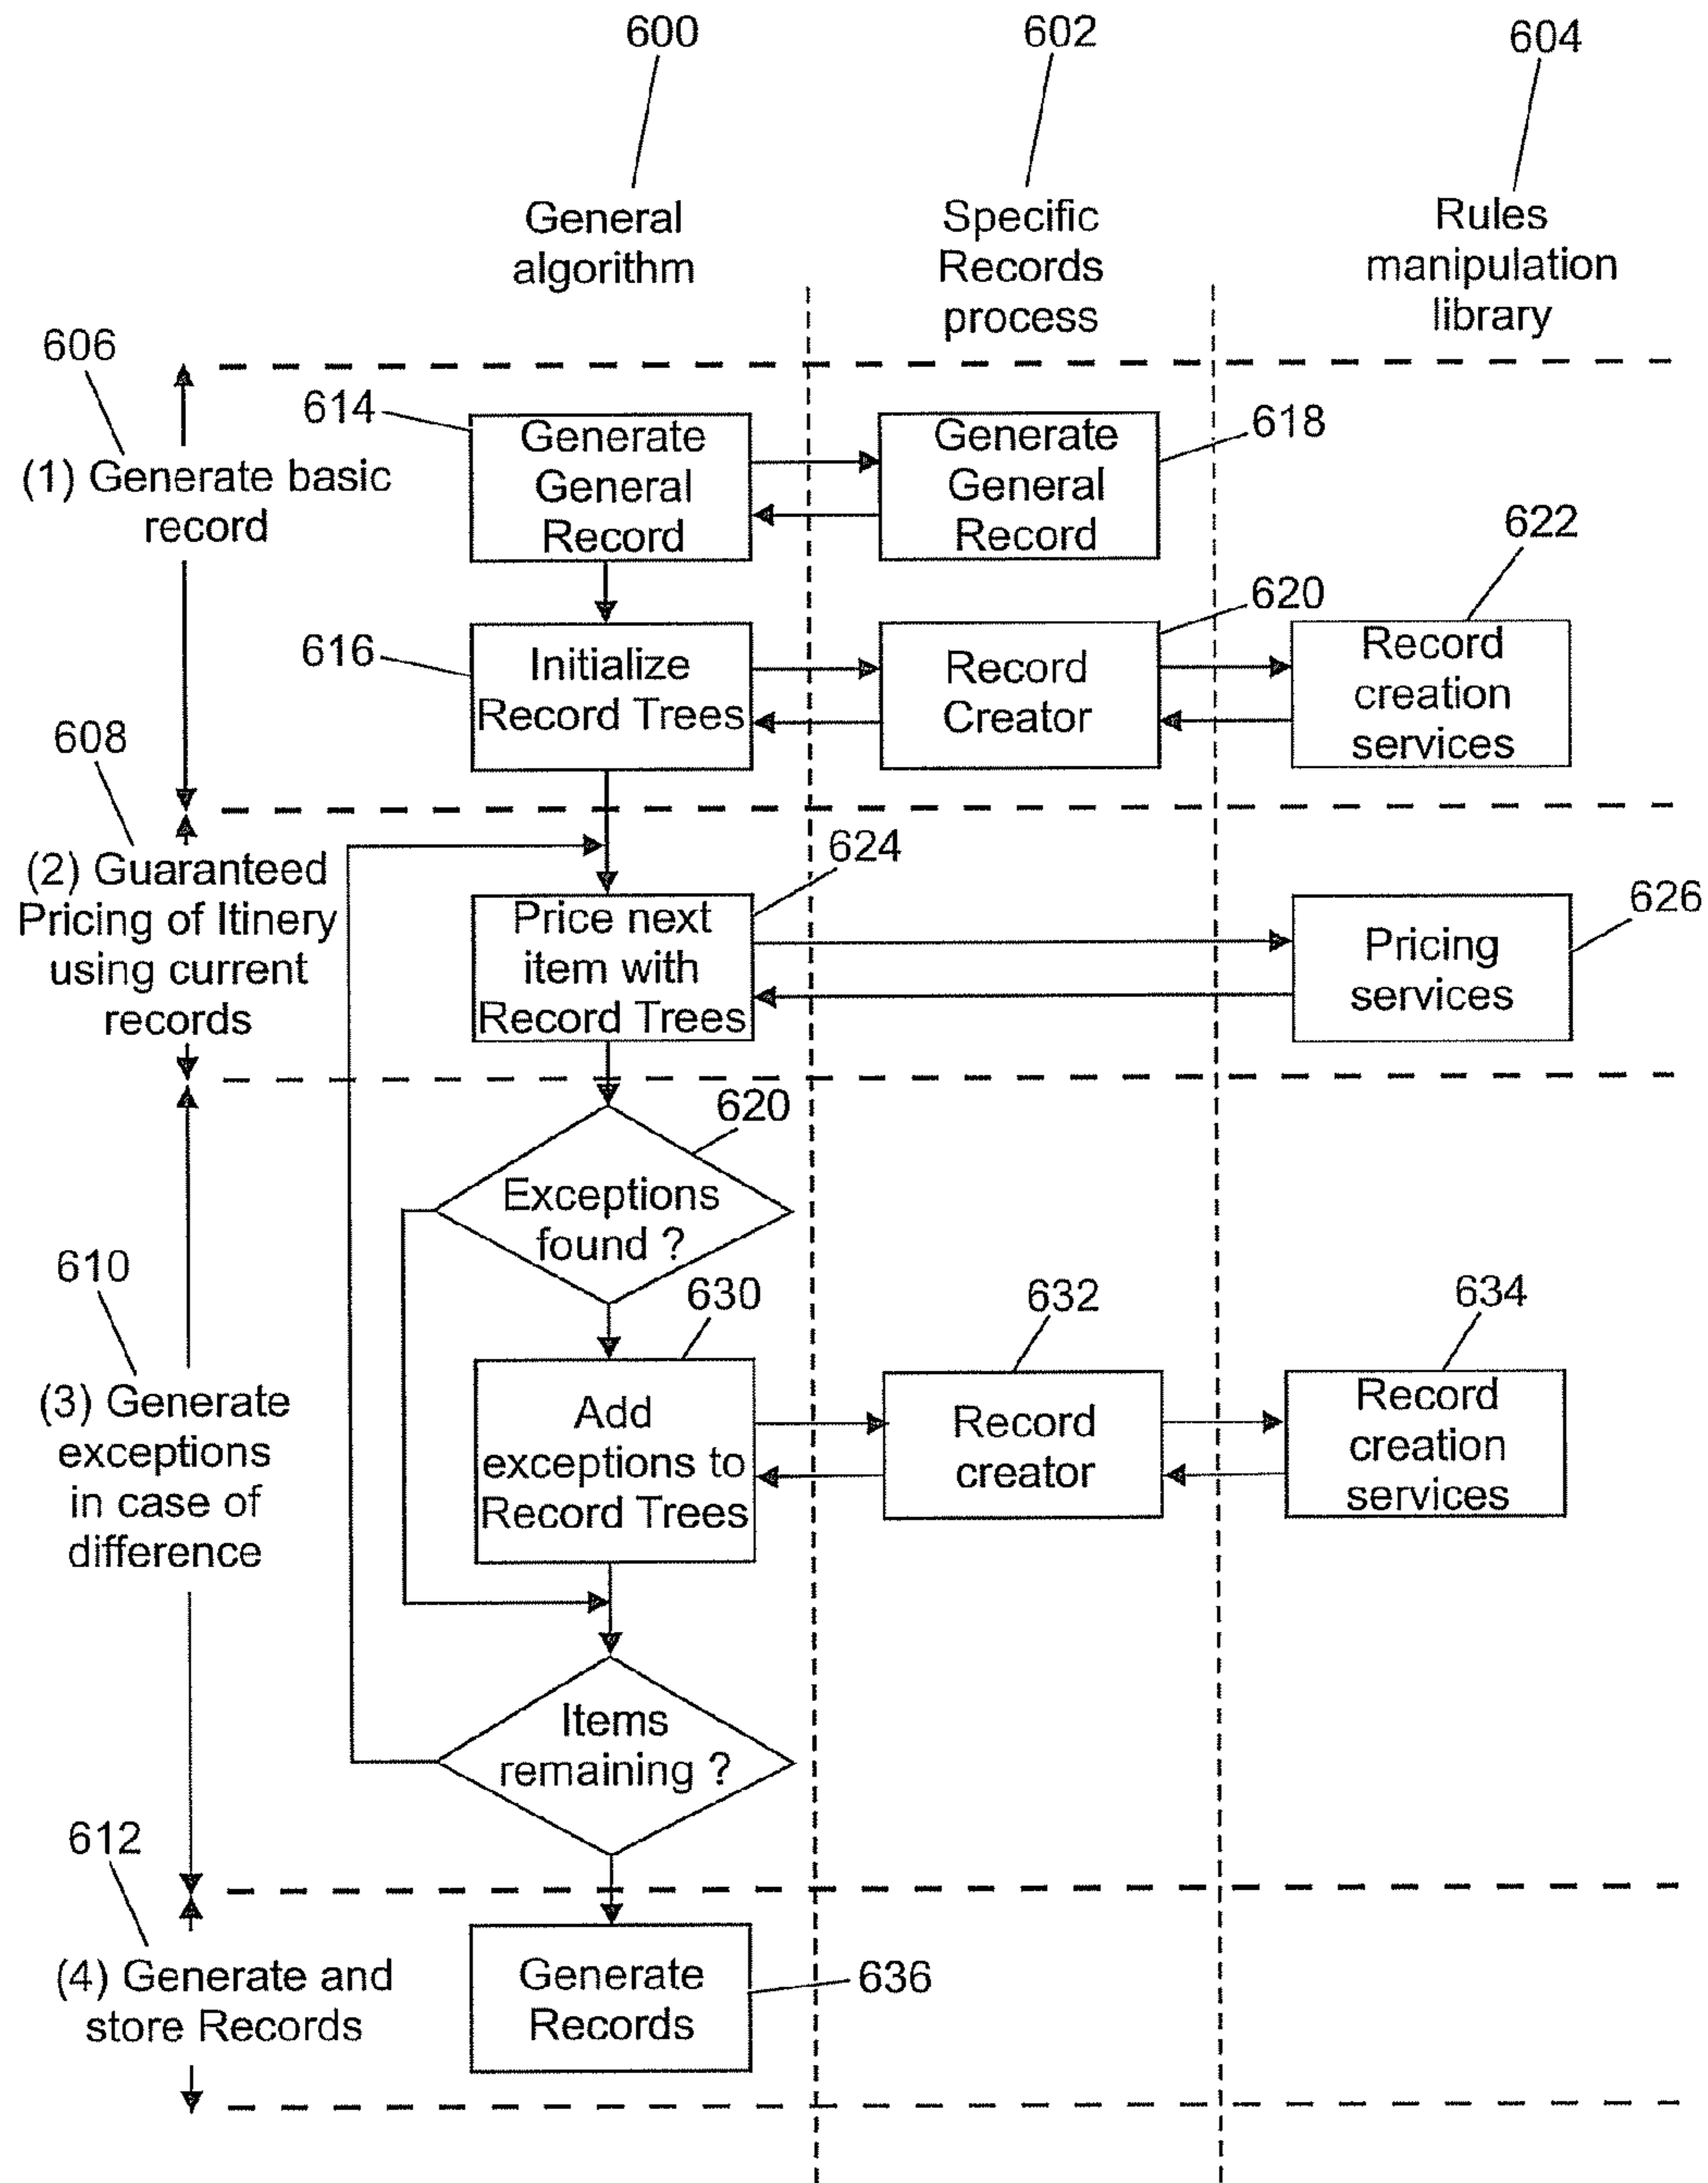 600
602
604
General
algorithm
Specific
Records
process
Rules
manipulation
library
606
(1) Generate basic
record
614
Generate
General
Record
Generate
General
Record
618
616
Initialize
Record Trees
620
Record
Creator
622
Record
creation
services
608
(2) Guaranteed
Pricing of Itinery
using current
records
624
Price next
item with
Record Trees
626
Pricing
services
620
Exceptions
found ?
610
(3) Generate
exceptions
in case of
difference
630
Add
exceptions to
Record Trees
632
Record
creator
634
Record
creation
services
Items
remaining ?
612
(4) Generate and
store Records
Generate
Records
636